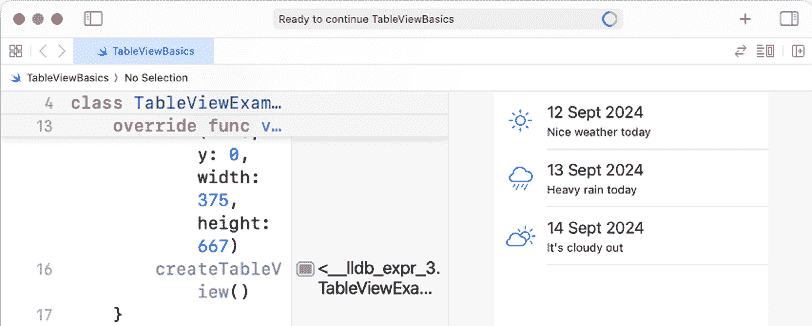 Ready to continue TableViewBasics
TableViewBasics
TableViewBasics 〉 No Selection
4 class TableViewExam…
13 override func v…
y: 0,
width:
375,
height:
667)
16 createTableV
iew()
17 }
<__lldb_expr_3.
TableViewExa...
12 Sept 2024
Nice weather today
13 Sept 2024
Heavy rain today
14 Sept 2024
It's cloudy out